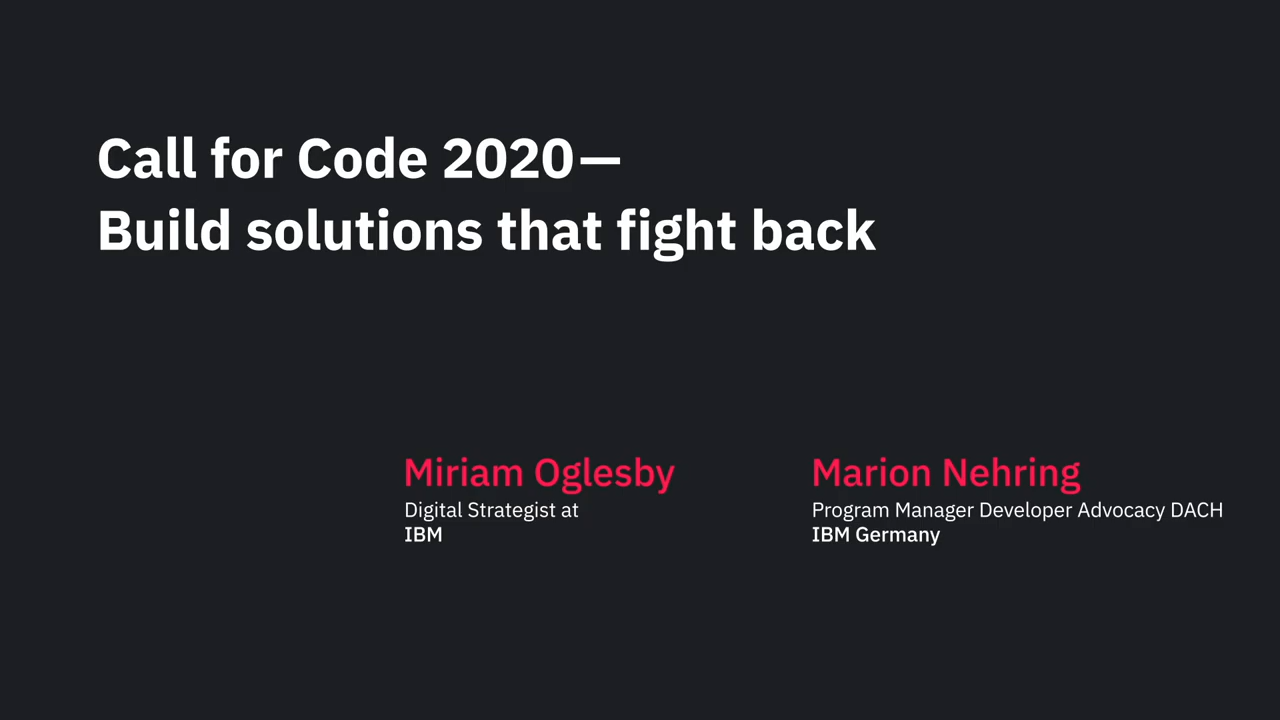 Call for Code 2020—
Build solutions that fight back
Miriam Oglesby
Digital Strategist at
IBM
Marion Nehring
Program Manager Developer Advocacy DACH
IBM Germany